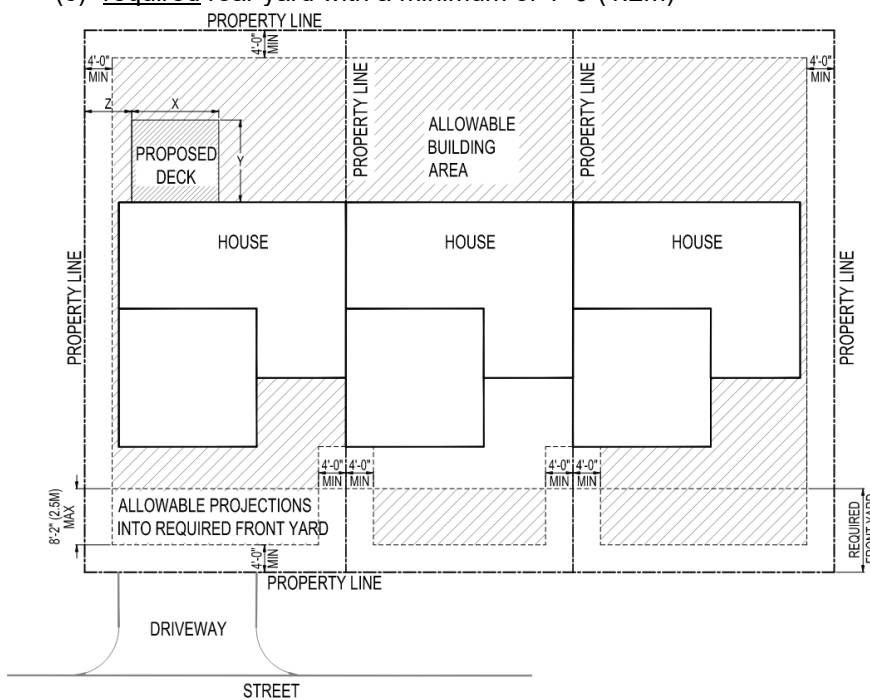 PROPERTY LINE
4'-0"
MIN
4'-0"
MIN
4'-0"
MIN
Z
X
Y
PROPOSED
DECK
PROPERTY LINE
ALLOWABLE
BUILDING
AREA
PROPERTY LINE
HOUSE
HOUSE
HOUSE
PROPERTY LINE
PROPERTY LINE
4'-0"
MIN
4'-0"
MIN
4'-0"
MIN
4'-0"
MIN
8'-2" (2.5M)
MAX
ALLOWABLE PROJECTIONS
INTO REQUIRED FRONT YARD
4'-0"
MIN
REQUIRED
FRONT YARD
PROPERTY LINE
DRIVEWAY
STREET